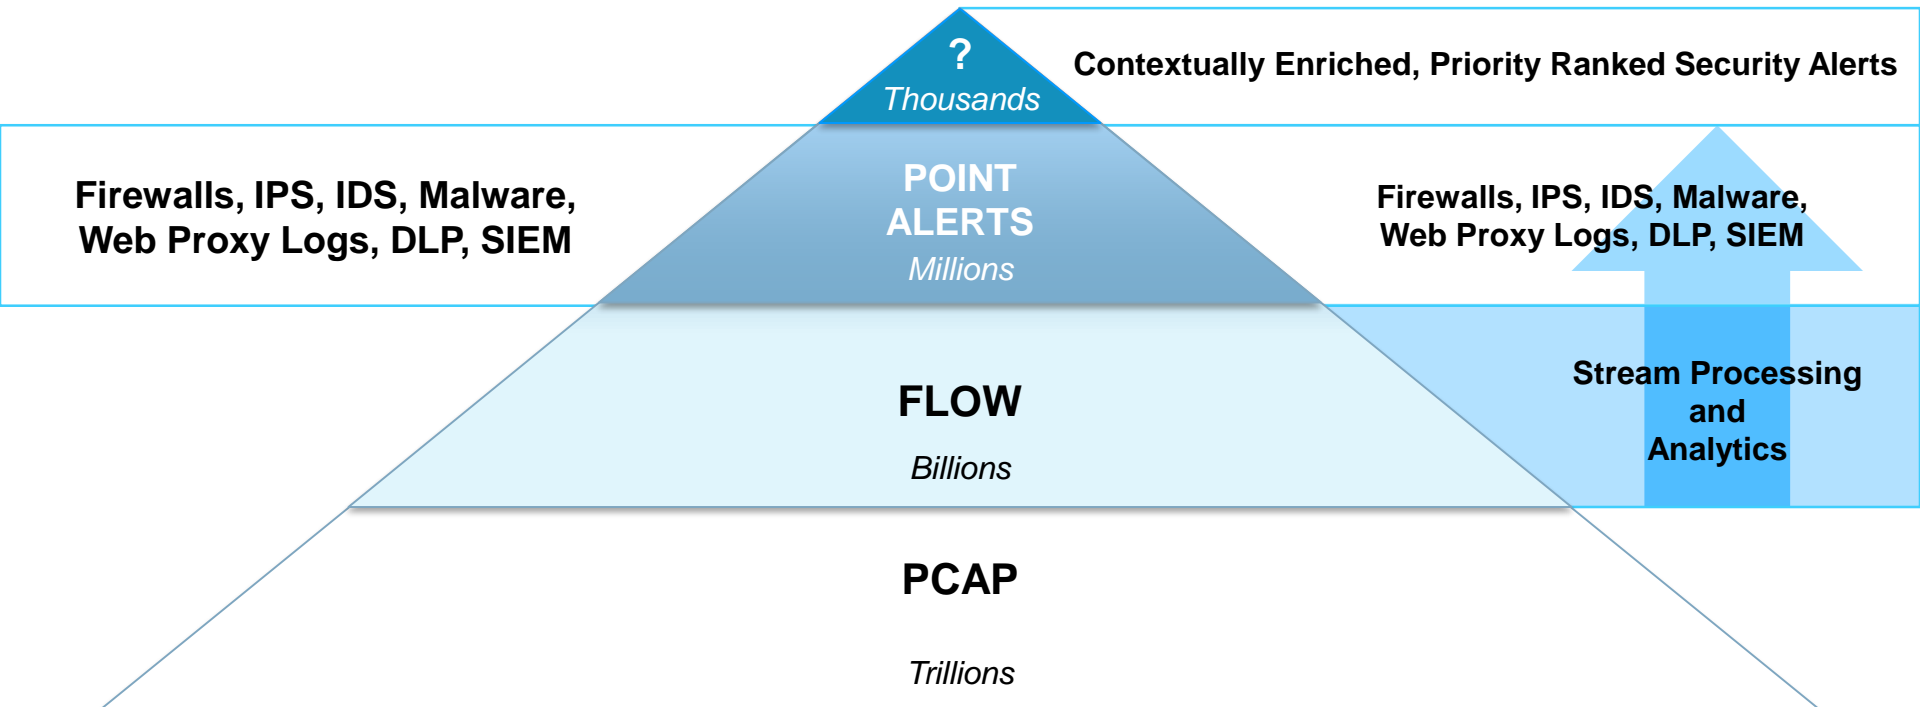 ?
Thousands
Contextually Enriched, Priority Ranked Security Alerts
Firewalls, IPS, IDS, Malware,
Web Proxy Logs, DLP, SIEM
POINT
ALERTS
Millions
Firewalls, IPS, IDS, Malware,
Web Proxy Logs, DLP, SIEM
FLOW
Billions
Stream Processing
and
Analytics
PCAP
Trillions